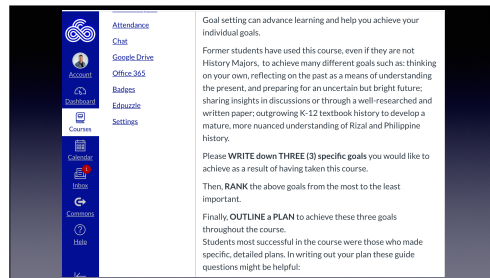 Account
Dashboard
Courses
Calendar
1
Inbox
Commons
Help
Attendance
Chat
Google Drive
Office 365
Badges
Edpuzzle
Settings
Goal setting can advance learning and help you achieve your
individual goals.
Former students have used this course, even if they are not
History Majors, to achieve many different goals such as: thinking
on your own, reflecting on the past as a means of understanding
the present, and preparing for an uncertain but bright future;
sharing insights in discussions or through a well-researched and
written paper; outgrowing K-12 textbook history to develop a
mature, more nuanced understanding of Rizal and Philippine
history.
Please WRITE down THREE (3) specific goals you would like to
achieve as a result of having taken this course.
Then, RANK the above goals from the most to the least
important.
Finally, OUTLINE a PLAN to achieve these three goals
throughout the course.
Students most successful in the course were those who made
specific, detailed plans. In writing out your plan these guide
questions might be helpful: